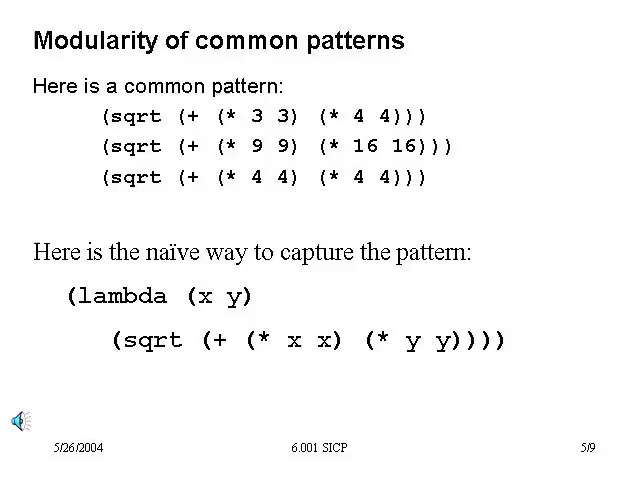 Modularity of common patterns
Here is a common pattern:
(sqrt (+ (* 3 3) (* 4 4)))
(sqrt (+ (* 9 9) (* 16 16)))
(sqrt (+ (* 4 4) (* 4 4)))
Here is the naïve way to capture the pattern:
(lambda (x y)
(sqrt (+ (* x x) (* y y))))
5/26/2004
6.001 SICP
5/9